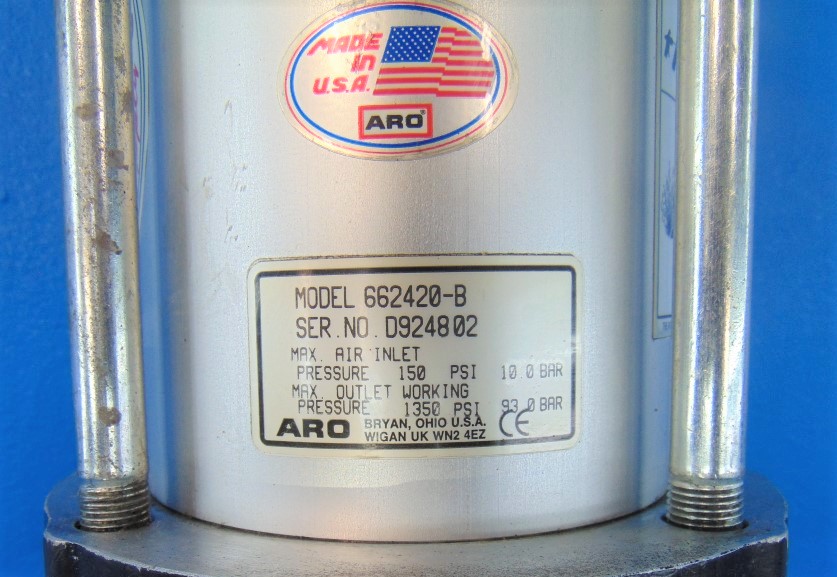 MADE
in
U.S.A.
ARO®
MODEL 662420-B
SER.NO. D924802
MAX. AIR INLET
PRESSURE 150 PSI 10.0 BAR
MAX. OUTLET WORKING
PRESSURE 1350 PSI 93.0 BAR
ARO BRYAN, OHIO U.S.A. CE
WIGAN UK WN2 4EZ